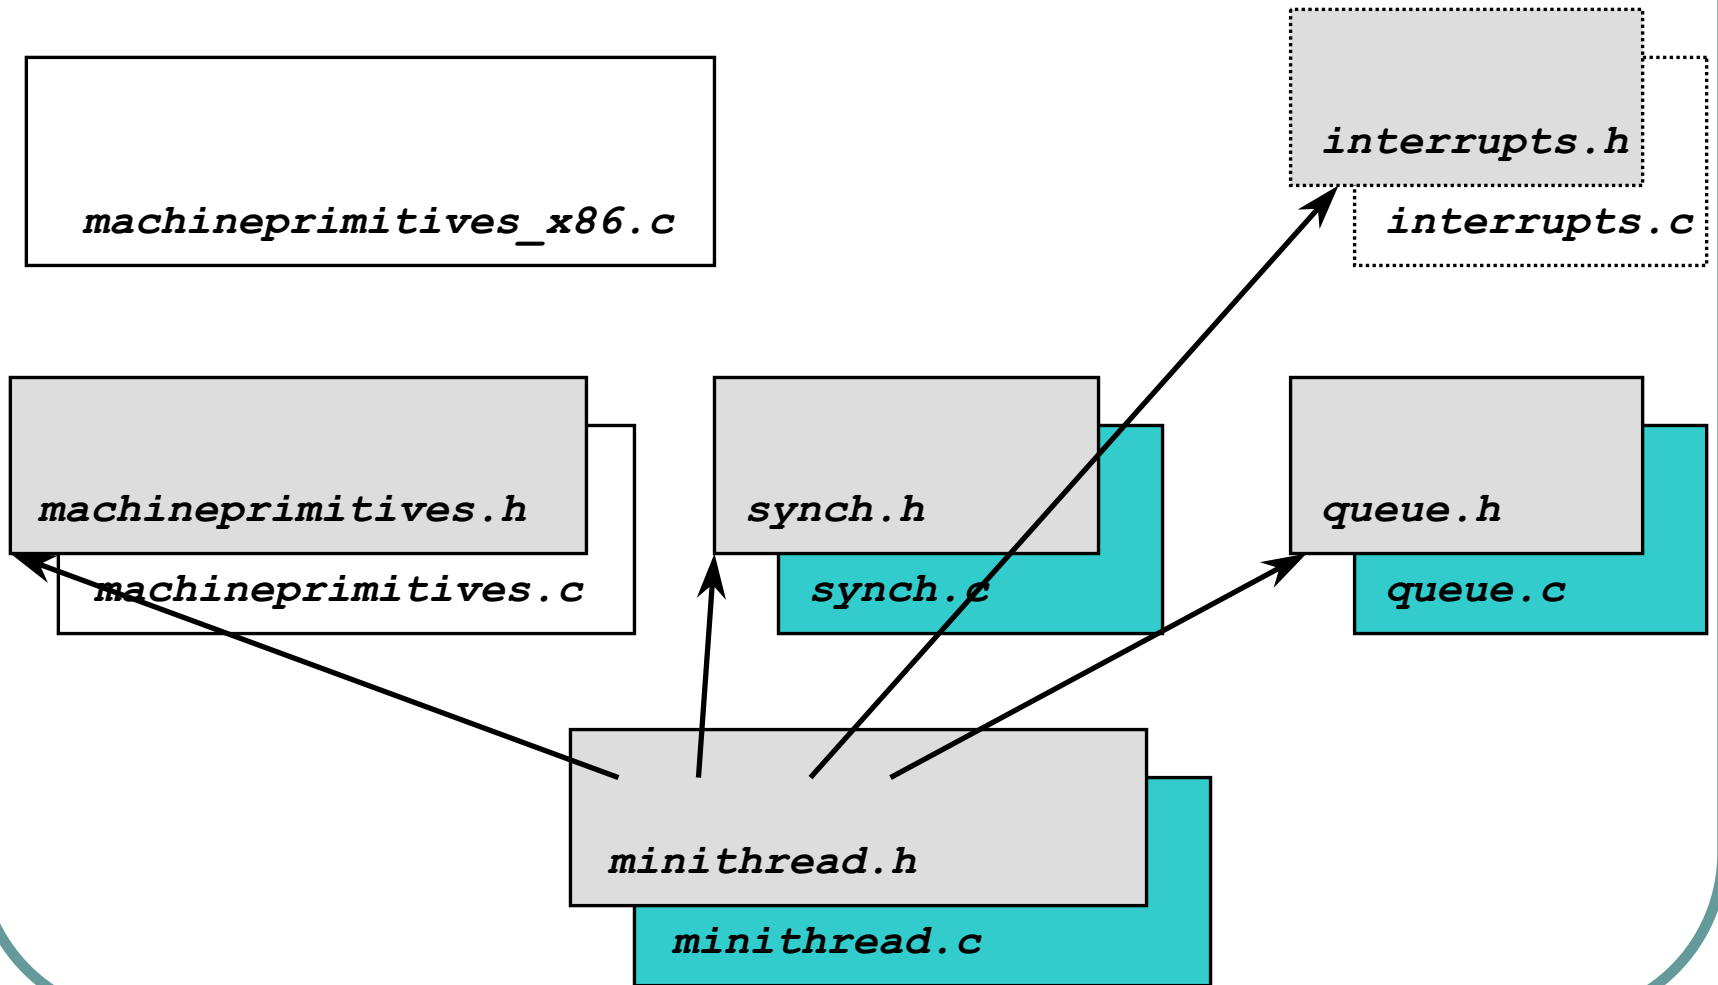 interrupts.h
machineprimitives_x86.c
interrupts.c
machineprimitives.h
synch.h
queue.h
machineprimitives.c
synch.c
queue.c
minithread.h
minithread.c